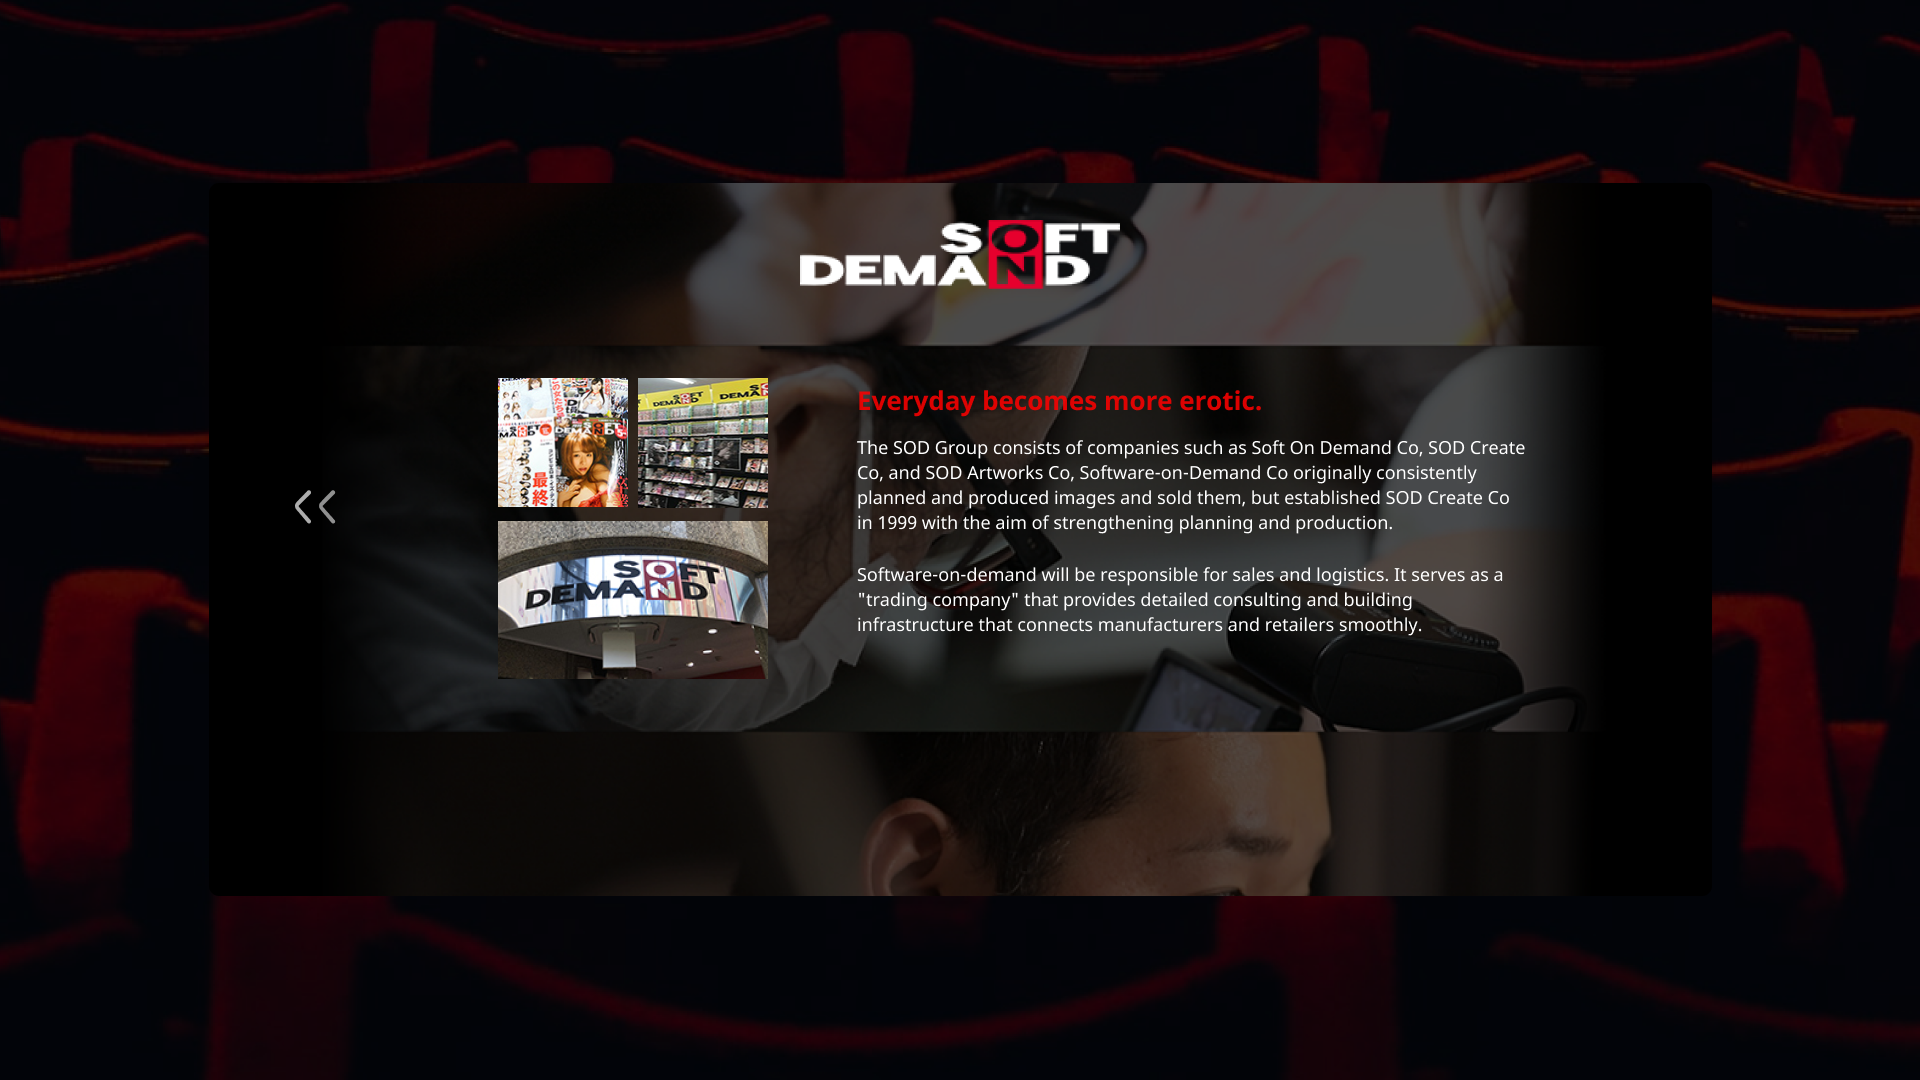 SOFT
DEMAND
Everyday becomes more erotic.
The SOD Group consists of companies such as Soft On Demand Co, SOD Create
Co, and SOD Artworks Co, Software-on-Demand Co originally consistently
planned and produced images and sold them, but established SOD Create Co
in 1999 with the aim of strengthening planning and production.
Software-on-demand will be responsible for sales and logistics. It serves as a
"trading company" that provides detailed consulting and building
infrastructure that connects manufacturers and retailers smoothly.
最終
SOFT
DEMAND
SOFT
DEMAND